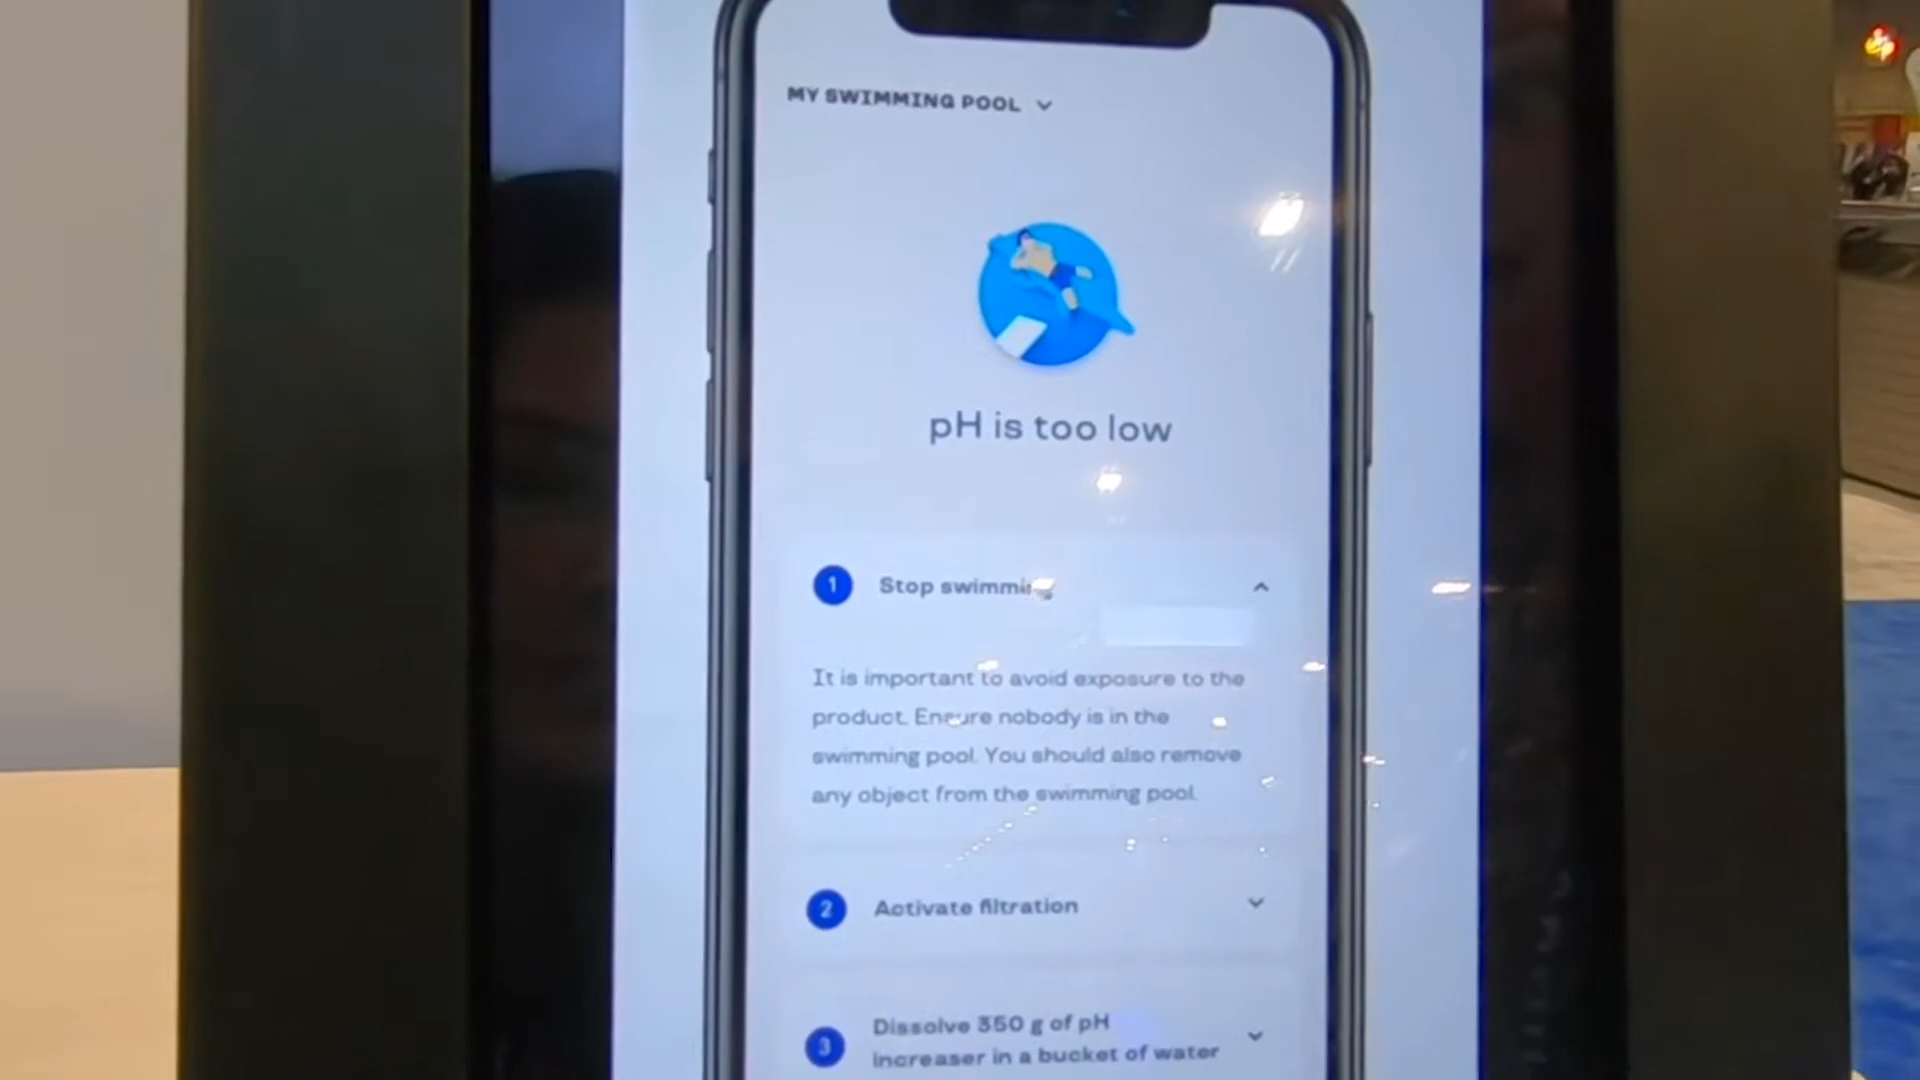 MY SWIMMING POOL
pH is too low
1 Stop swimming
It is important to avoid exposure to the
product. Ensure nobody is in the
swimming pool. You should also remove
any object from the swimming pool.
2 Activate filtration
3 Dissolve 350 g of pH
increaser in a bucket of water